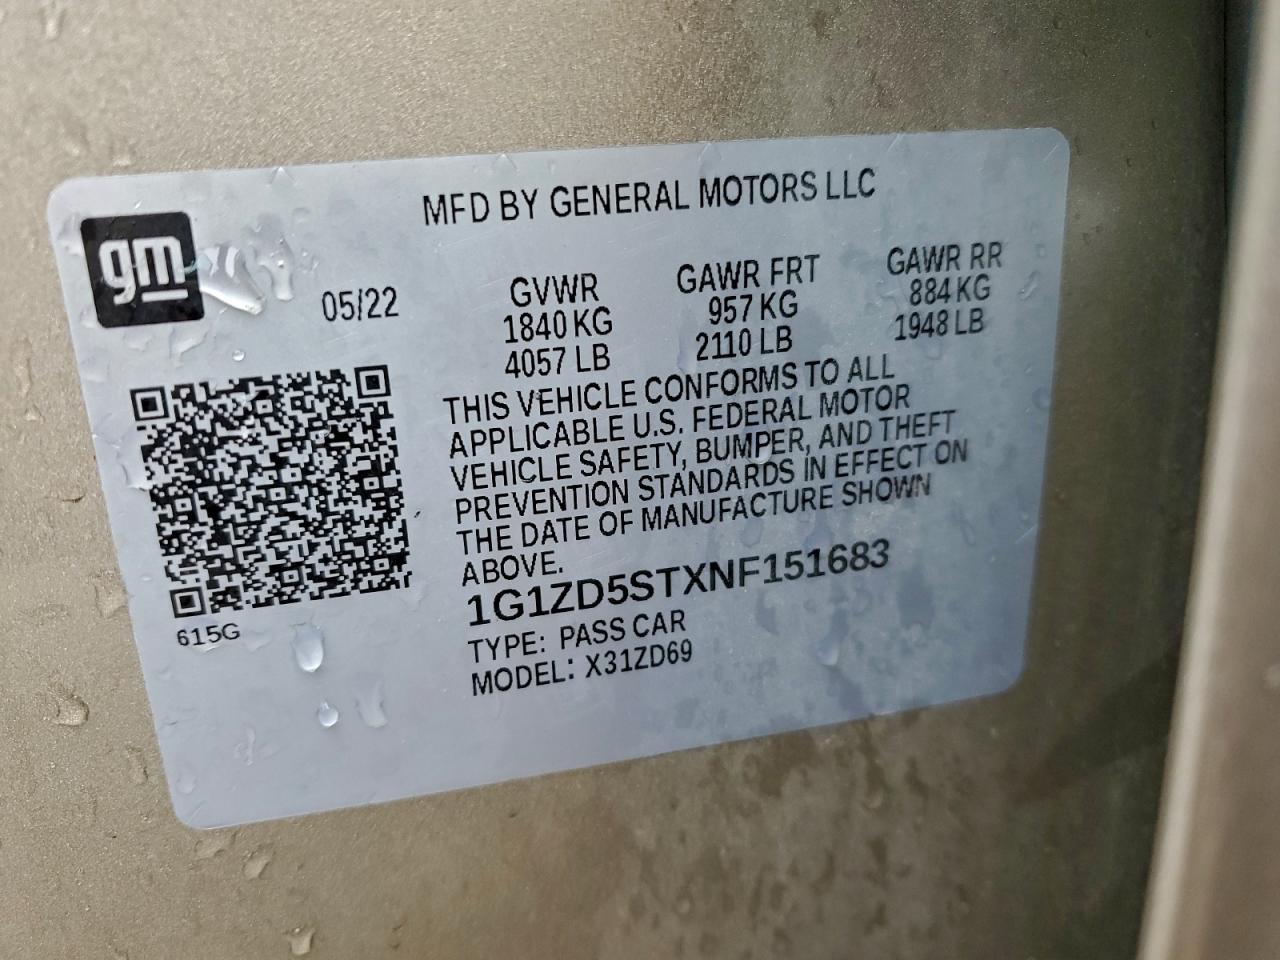 MFD BY GENERAL MOTORS LLC
gm
05/22
GVWR GAWR FRT GAWR RR
1840 KG 957 KG 884 KG
4057 LB 2110 LB 1948 LB
THIS VEHICLE CONFORMS TO ALL
APPLICABLE U.S. FEDERAL MOTOR
VEHICLE SAFETY, BUMPER, AND THEFT
PREVENTION STANDARDS IN EFFECT ON
THE DATE OF MANUFACTURE SHOWN
ABOVE.
1G1ZD5STXNF151683
615G
TYPE: PASS CAR
MODEL: X31ZD69